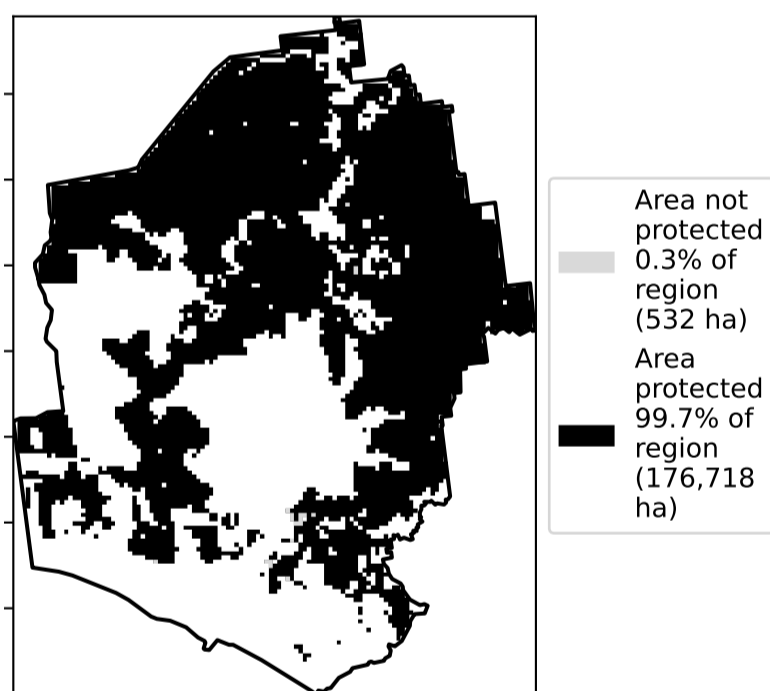 Area not
protected
0.3% of
region
(532 ha)
Area
protected
99.7% of
region
(176,718
ha)